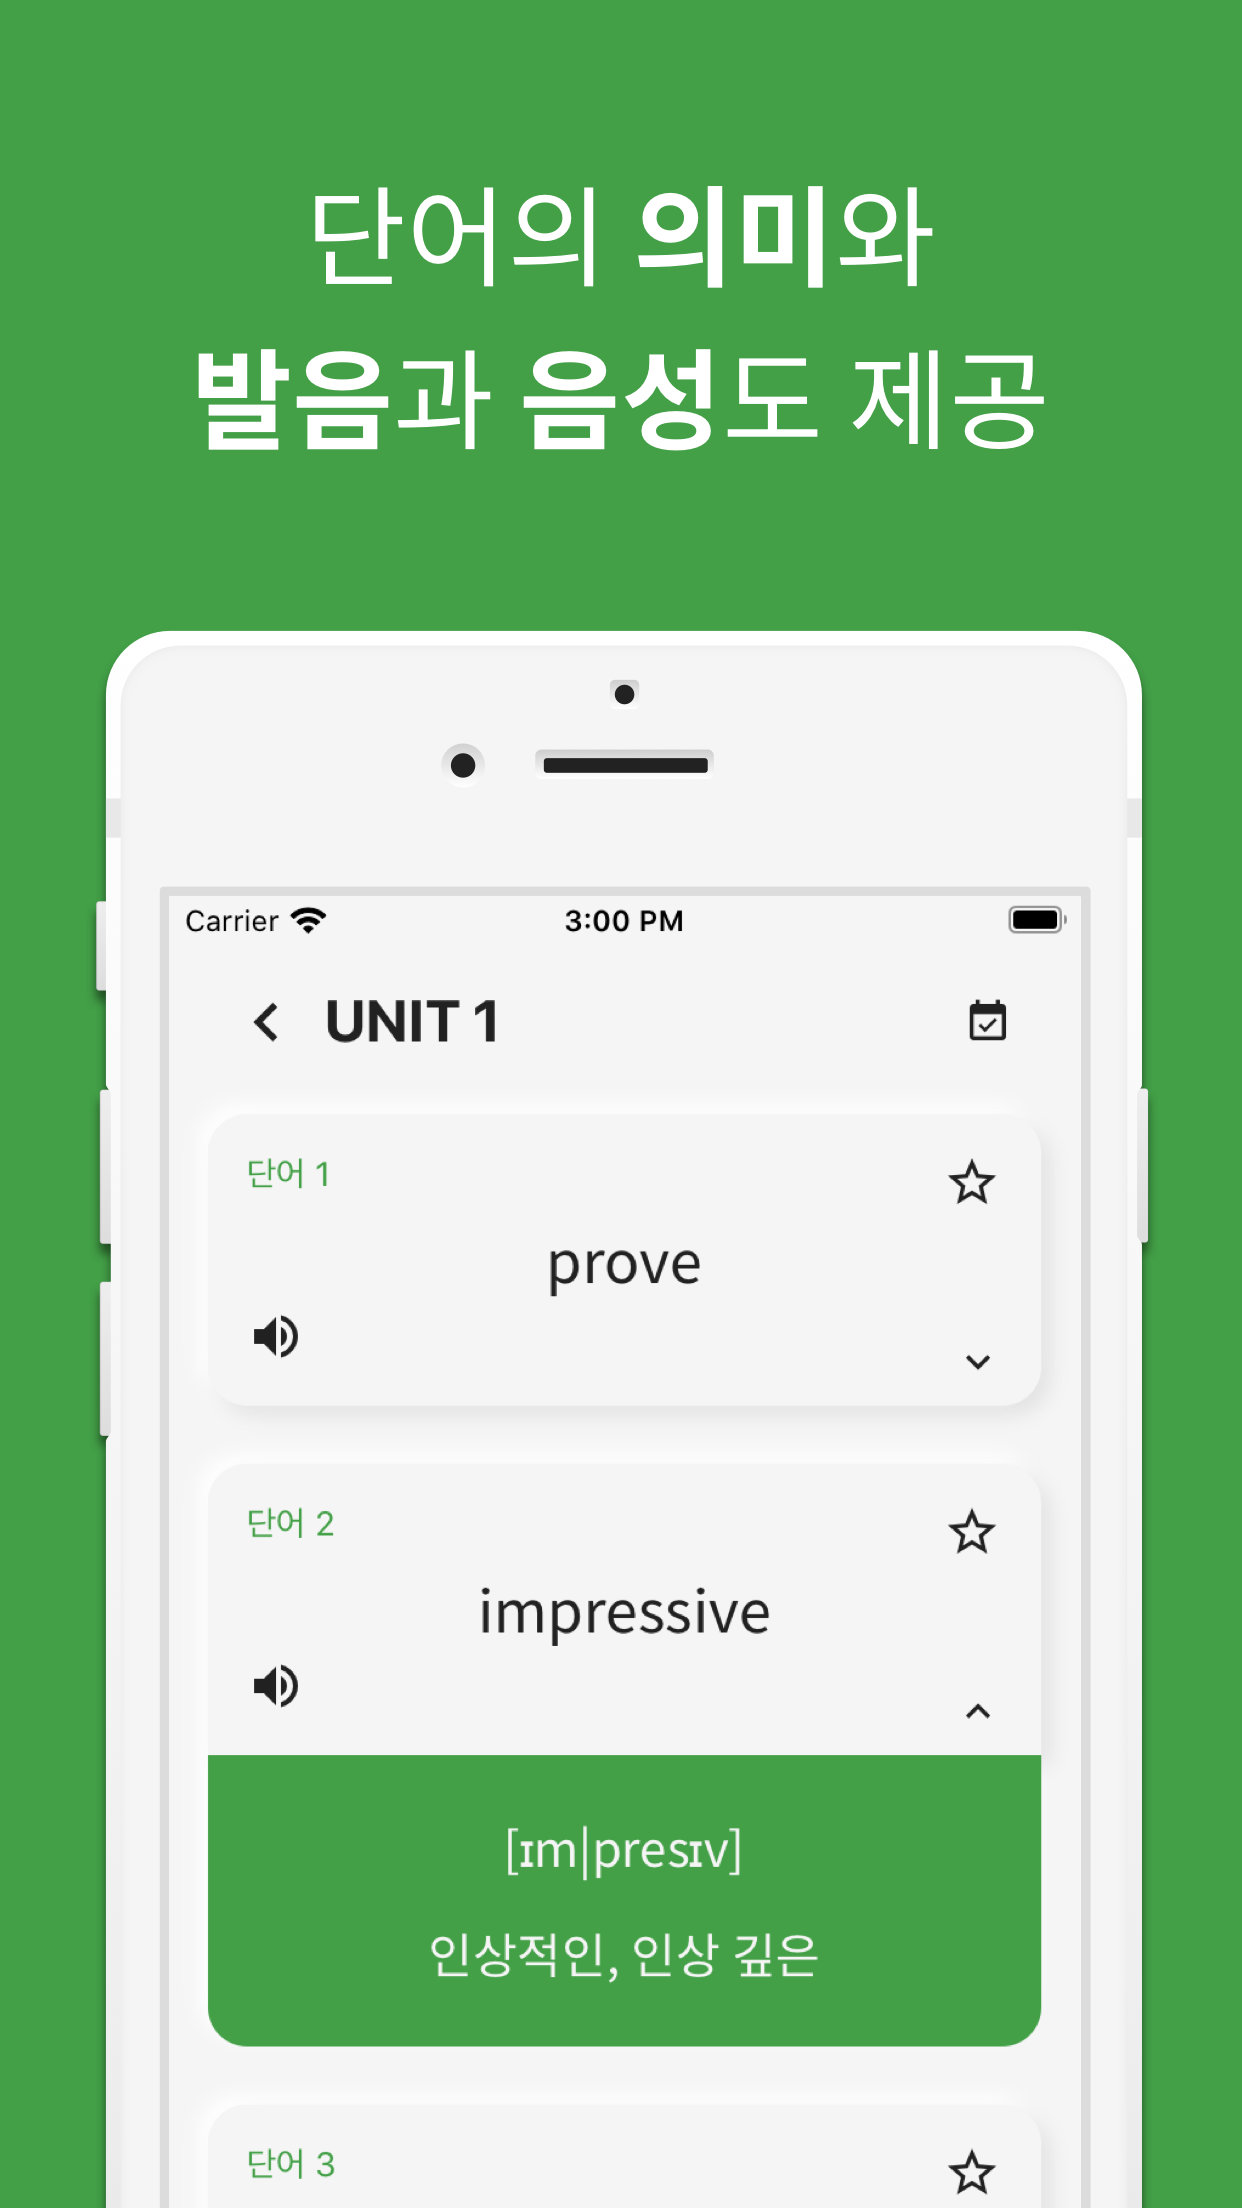 단어의 의미와
발음과 음성도 제공
Carrier 3:00 PM
UNIT 1
단어 1
prove
단어 2
impressive
[ɪm|presɪv]
인상적인, 인상 깊은
단어 3